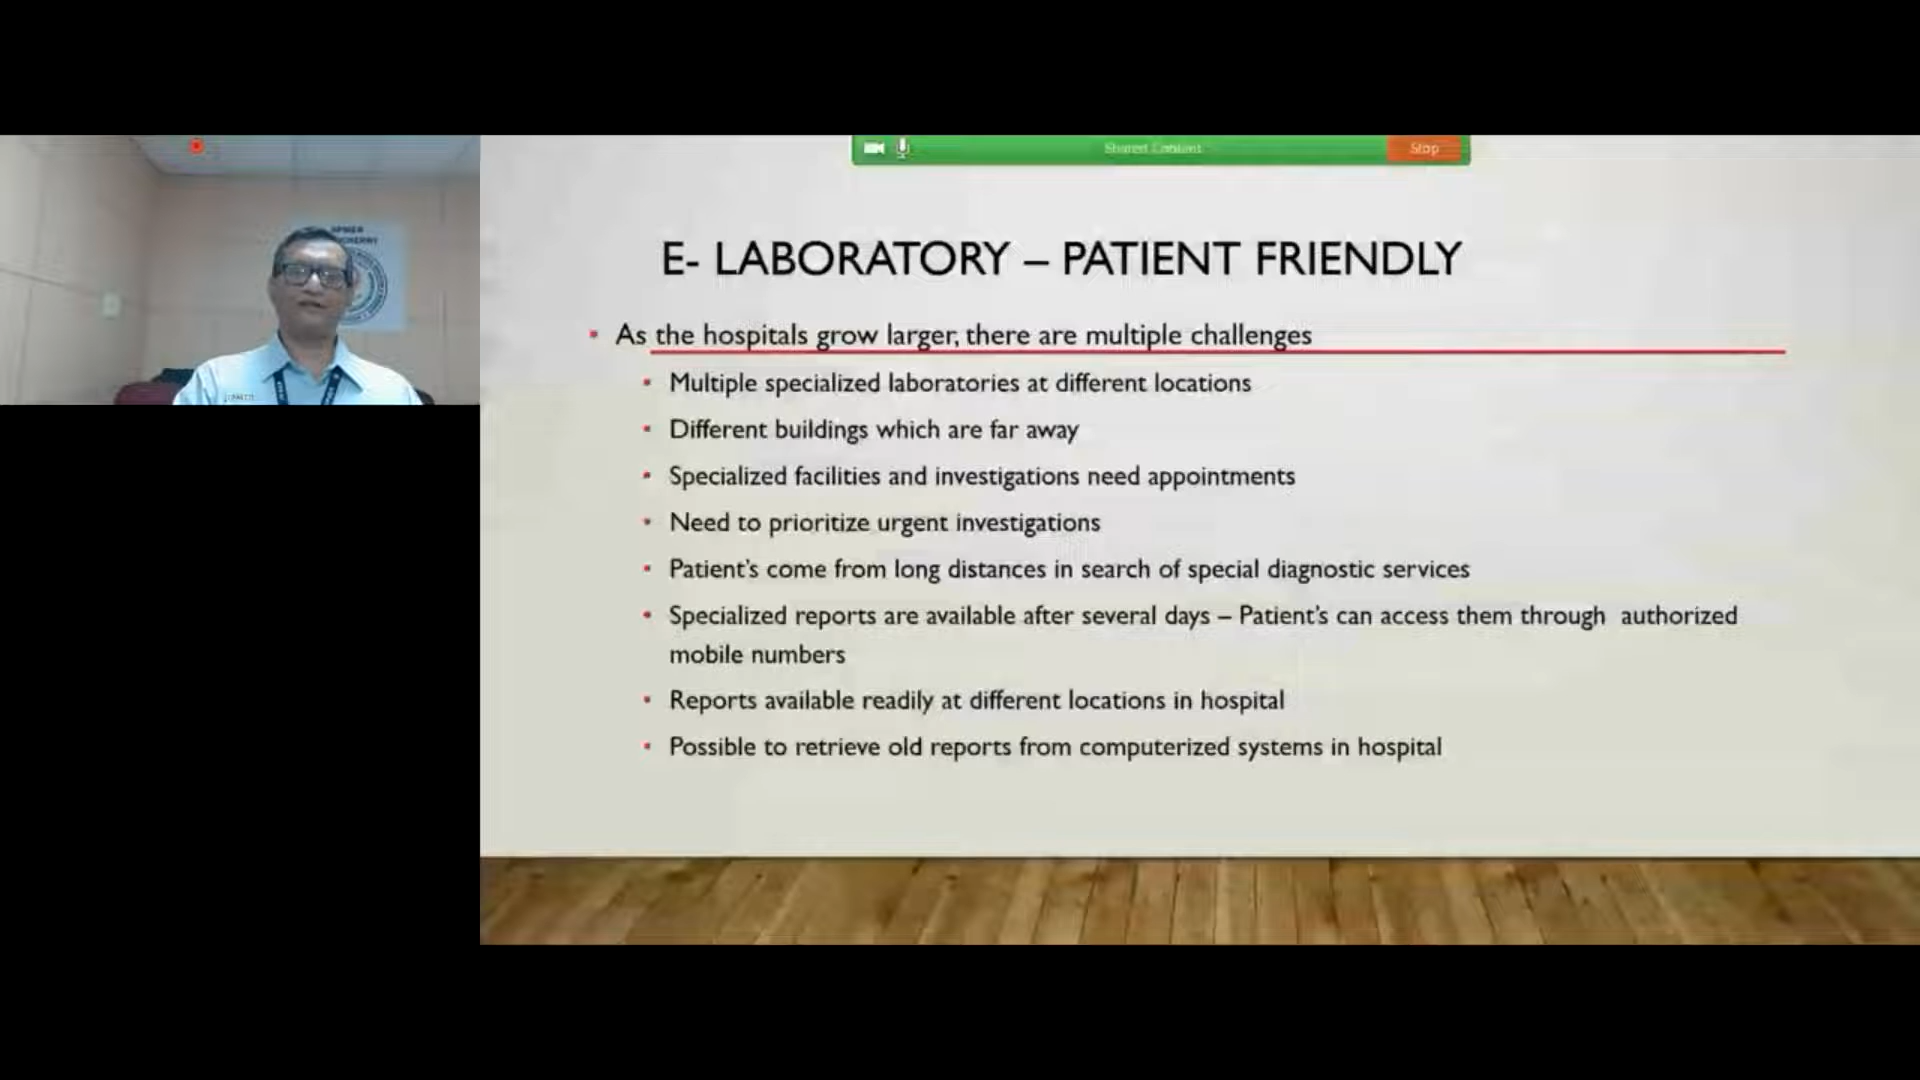 Shared Content
Stop
E- LABORATORY – PATIENT FRIENDLY
As the hospitals grow larger, there are multiple challenges
Multiple specialized laboratories at different locations
Different buildings which are far away
Specialized facilities and investigations need appointments
Need to prioritize urgent investigations
Patient's come from long distances in search of special diagnostic services
Specialized reports are available after several days – Patient's can access them through authorized
mobile numbers
Reports available readily at different locations in hospital
Possible to retrieve old reports from computerized systems in hospital